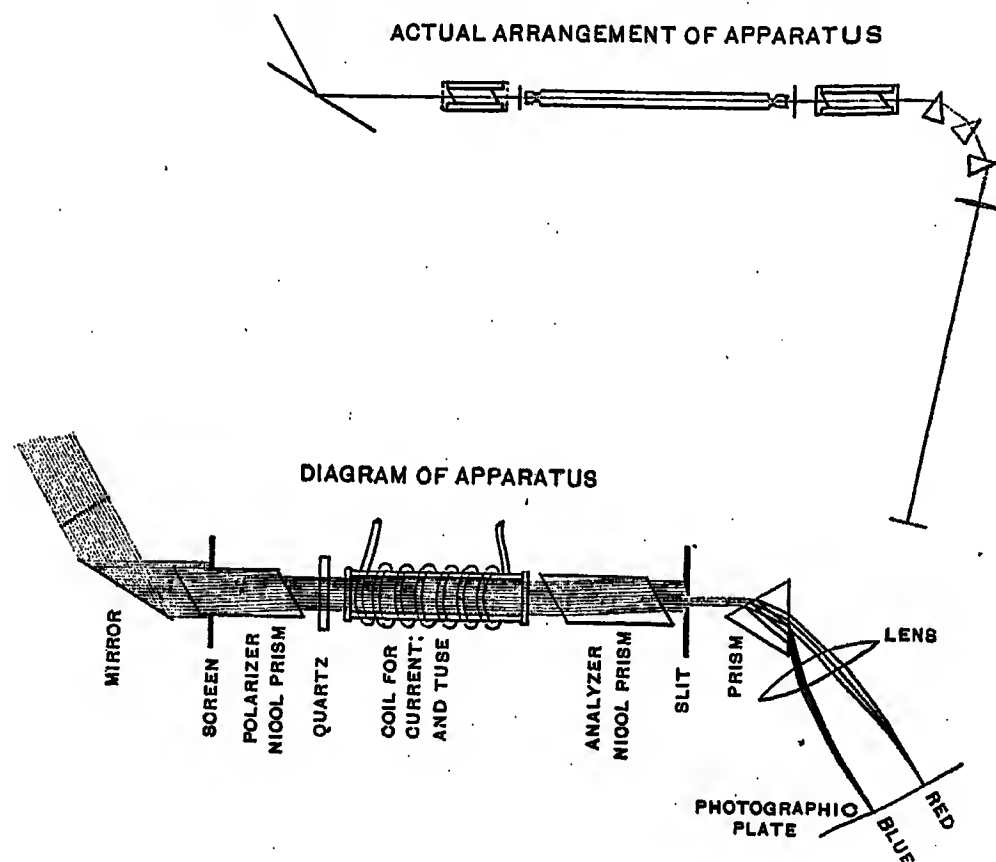 ACTUAL ARRANGEMENT OF APPARATUS
DIAGRAM OF APPARATUS
MIRROR
SOREEN
POLARIZER
NICOL PRISM
QUARTZ
COIL FOR
CURRENT;
AND TUSE
ANALYZER
NICOL PRISM
SLIT
PRISM
LENS
PHOTOGRAPHIC
PLATE
BLUE
RED